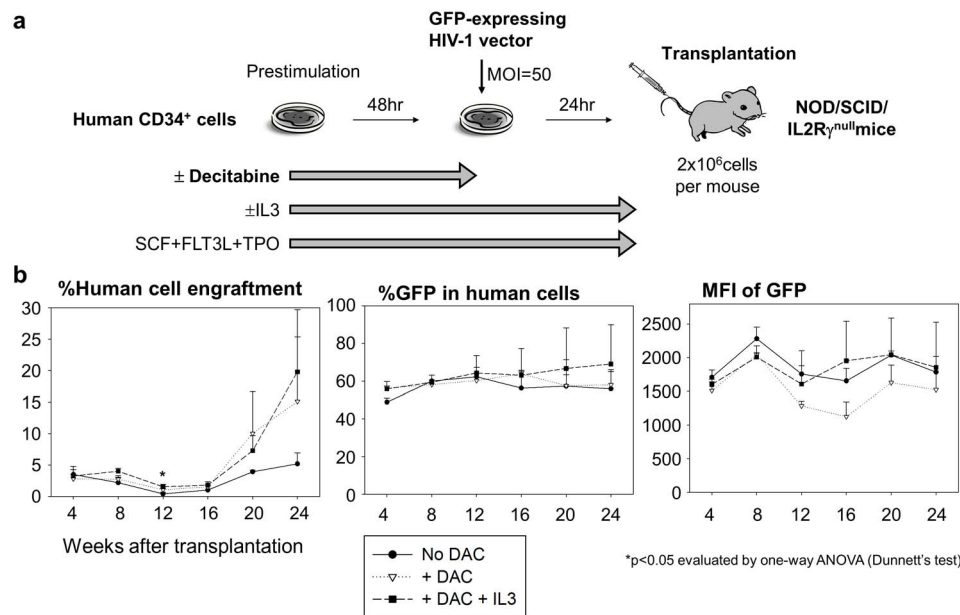 a
GFP-expressing
HIV-1 vector
Prestimulation
MOI=50
Transplantation
Human CD34⁺ cells
48hr
24hr
NOD/SCID/
IL2Rγⁿᵘˡˡmice
± Decitabine
2x10⁶cells
per mouse
±IL3
SCF+FLT3L+TPO
b
%Human cell engraftment
30
25
20
15
10
5
0
*
4 8 12 16 20 24
Weeks after transplantation
%GFP in human cells
100
80
60
40
20
0
4 8 12 16 20 24
MFI of GFP
2500
2000
1500
1000
500
0
4 8 12 16 20 24
No DAC
+ DAC
+ DAC + IL3
*p<0.05 evaluated by one-way ANOVA (Dunnett's test)